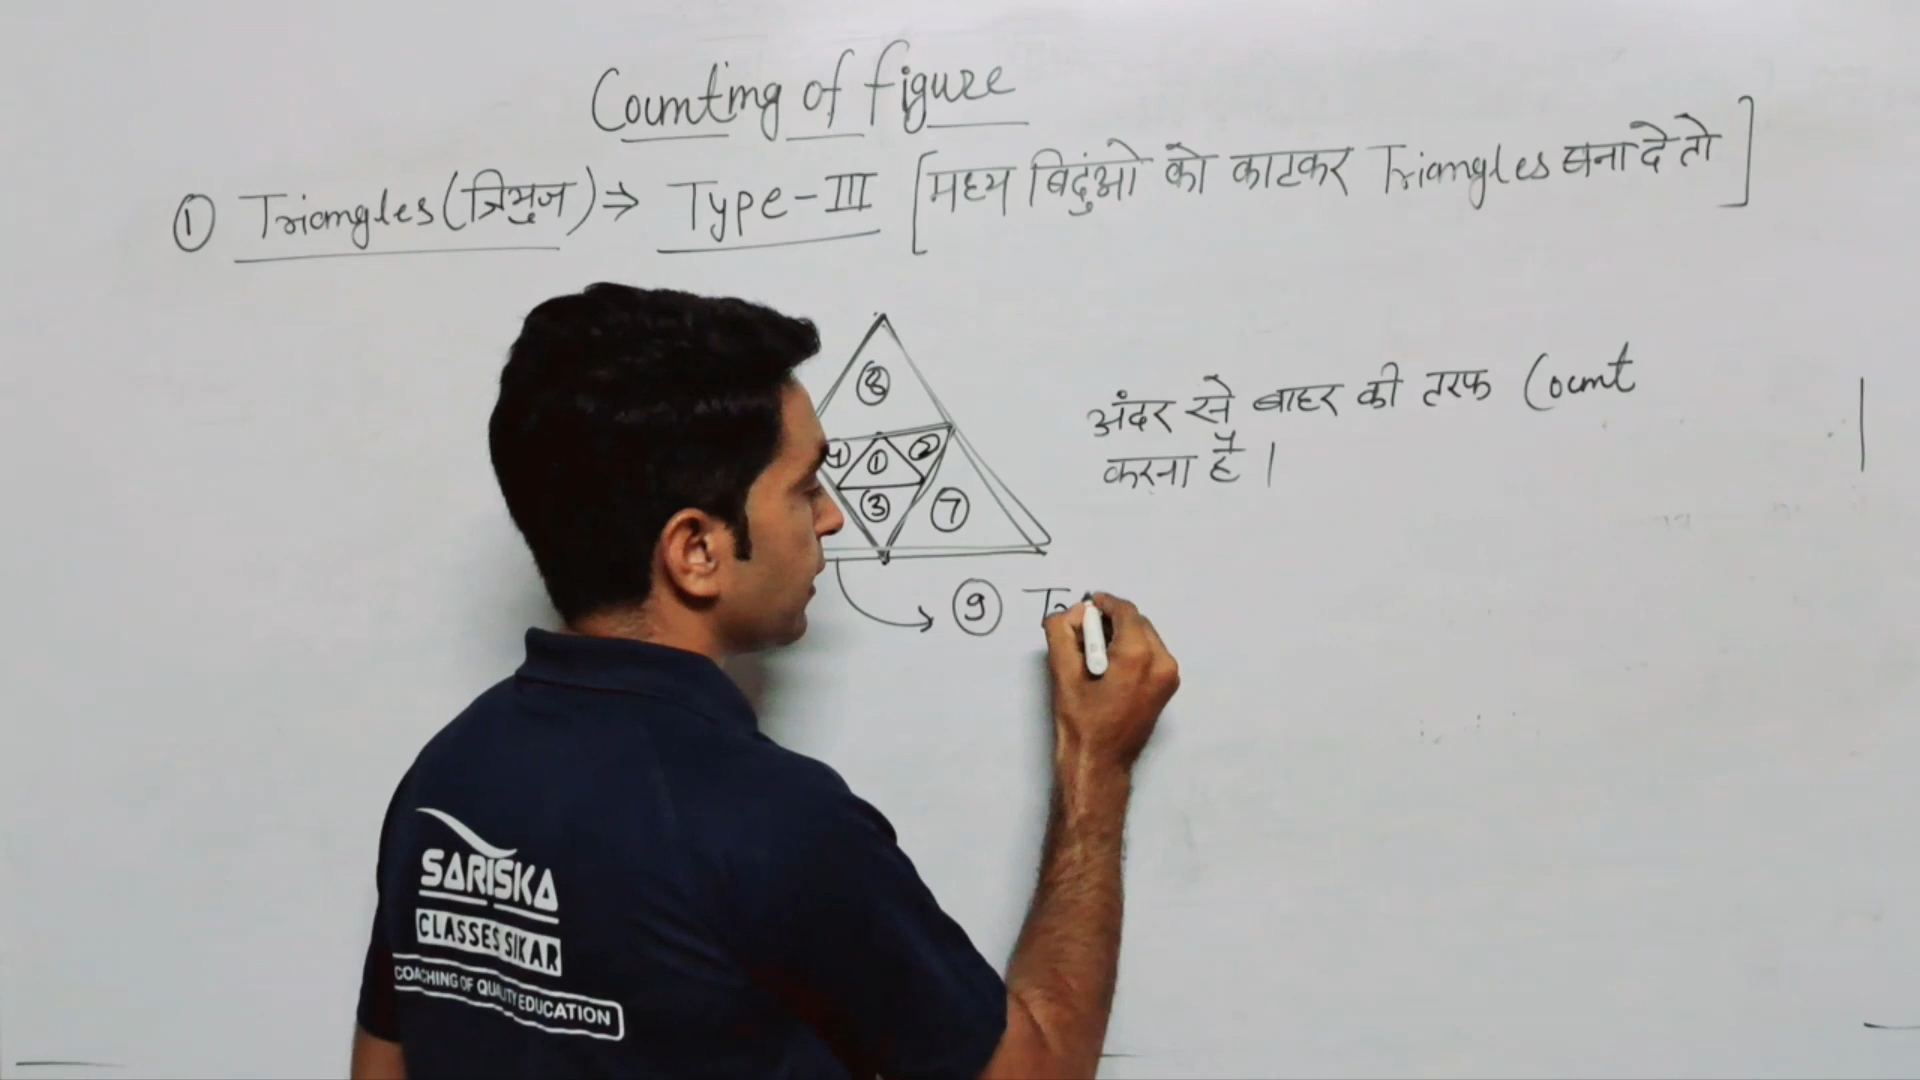 Counting of figure
① Triangles (त्रिभुज) ⇒ Type-III [मध्य बिदुंओ को काटकर Triangles बना दे तो]
8
4 1 2
3 7
अंदर से बाहर की तरफ Count
करना है |
9
SARISKA
CLASSES SIKAR
COACHING OF QUALITY EDUCATION